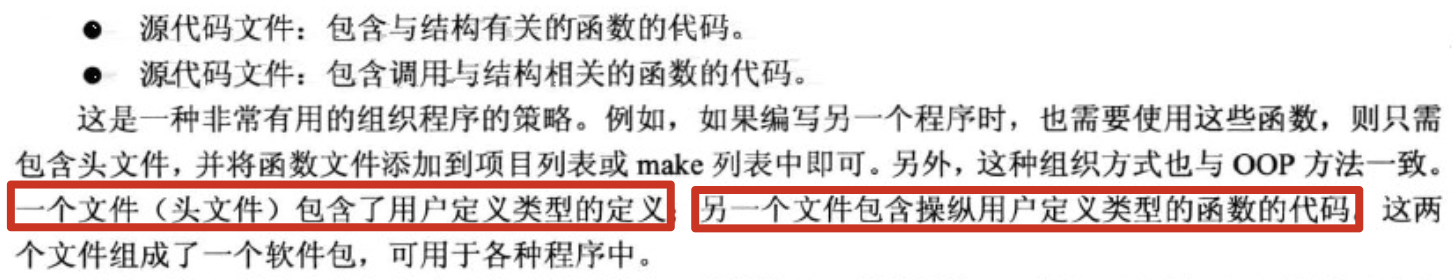 ● 源代码文件：包含与结构有关的函数的代码。
● 源代码文件：包含调用与结构相关的函数的代码。
这是一种非常有用的组织程序的策略。例如，如果编写另一个程序时，也需要使用这些函数，则只需
包含头文件，并将函数文件添加到项目列表或 make 列表中即可。另外，这种组织方式也与 OOP 方法一致。
一个文件（头文件）包含了用户定义类型的定义；另一个文件包含操纵用户定义类型的函数的代码。这两
个文件组成了一个软件包，可用于各种程序中。